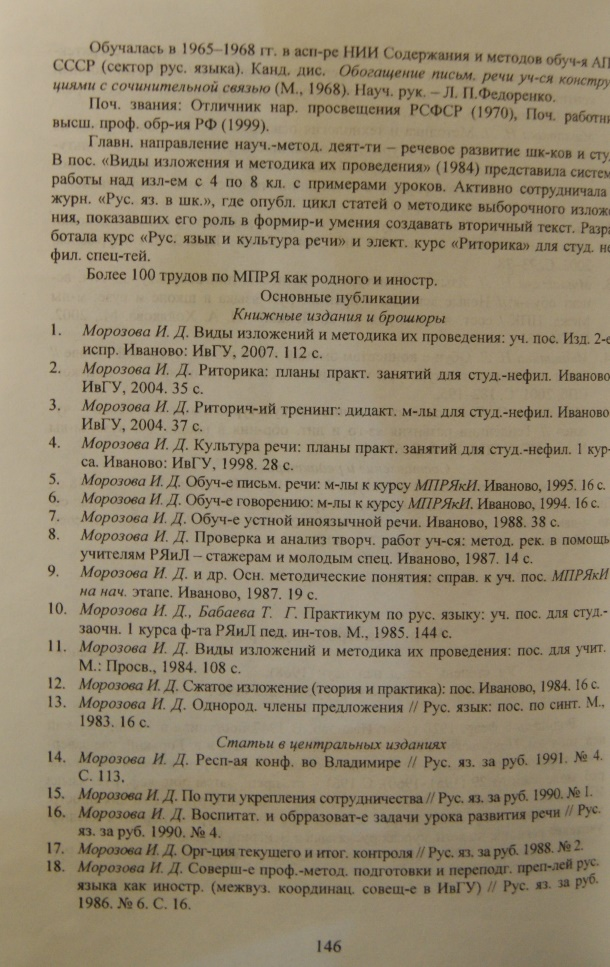 Обучалась в 1965–1968 гг. в асп-ре НИИ Содержания и методов обуч-я АП
СССР (сектор рус. языка). Канд. дис. Обогащение письм. речи уч-ся констру
циями с сочинительной связью (М., 1968). Науч. рук. – Л. П.Федоренко.
Поч. звания: Отличник нар. просвещения РСФСР (1970), Поч. работни
высш. проф. обр-ия РФ (1999).
Главн. направление науч.-метод. деят-ти – речевое развитие шк-ков и сту
В пос. «Виды изложения и методика их проведения» (1984) представила систем
работы над изл-ем с 4 по 8 кл. с примерами уроков. Активно сотрудничала
журн. «Рус. яз. в шк.», где опубл. цикл статей о методике выборочного изложе
ния, показавших его роль в формир-и умения создавать вторичный текст. Разра
ботала курс «Рус. язык и культура речи» и элект. курс «Риторика» для студ. не
фил. спец-тей.
Более 100 трудов по МПРЯ как родного и иностр.
Основные публикации
Книжные издания и брошюры
1. Морозова И. Д. Виды изложений и методика их проведения: уч. пос. Изд. 2-е
испр. Иваново: ИвГУ, 2007. 112 с.
2. Морозова И. Д. Риторика: планы практ. занятий для студ.-нефил. Иваново
ИвГУ, 2004. 35 с.
3. Морозова И. Д. Риторич-ий тренинг: дидакт. м-лы для студ.-нефил. Иваново
ИвГУ, 2004. 37 с.
4. Морозова И. Д. Культура речи: планы практ. занятий для студ.-нефил. 1 кур-
са. Иваново: ИвГУ, 1998. 28 с.
5. Морозова И. Д. Обуч-е письм. речи: м-лы к курсу МПРЯкИ. Иваново, 1995. 16 с.
6. Морозова И. Д. Обуч-е говорению: м-лы к курсу МПРЯкИ. Иваново, 1994. 16 с.
7. Морозова И. Д. Обуч-е устной иноязычной речи. Иваново, 1988. 38 с.
8. Морозова И. Д. Проверка и анализ творч. работ уч-ся: метод. рек. в помощь
учителям РЯиЛ – стажерам и молодым спец. Иваново, 1987. 14 с.
9. Морозова И. Д. и др. Осн. методические понятия: справ. к уч. пос. МПРЯкИ
на нач. этапе. Иваново, 1987. 19 с.
10. Морозова И. Д., Бабаева Т. Г. Практикум по рус. языку: уч. пос. для студ.-
заочн. 1 курса ф-та РЯиЛ пед. ин-тов. М., 1985. 144 с.
11. Морозова И. Д. Виды изложений и методика их проведения: пос. для учит.
М.: Просв., 1984. 108 с.
12. Морозова И. Д. Сжатое изложение (теория и практика): пос. Иваново, 1984. 16 с.
13. Морозова И. Д. Однород. члены предложения // Рус. язык: пос. по синт. М.,
1983. 16 с.
Статьи в центральных изданиях
14. Морозова И. Д. Респ-ая конф. во Владимире // Рус. яз. за руб. 1991. № 4.
С. 113.
15. Морозова И. Д. По пути укрепления сотрудничества // Рус. яз. за руб. 1990. № 1.
16. Морозова И. Д. Воспитат. и обрразоват-е задачи урока развития речи // Рус.
яз. за руб. 1990. № 4.
17. Морозова И. Д. Орг-ция текущего и итог. контроля // Рус. яз. за руб. 1988. № 2.
18. Морозова И. Д. Соверш-е проф.-метод. подготовки и переподг. преп-лей рус.
языка как иностр. (межвуз. координац. совещ-е в ИвГУ) // Рус. яз. за руб.
1986. № 6. С. 16.
146